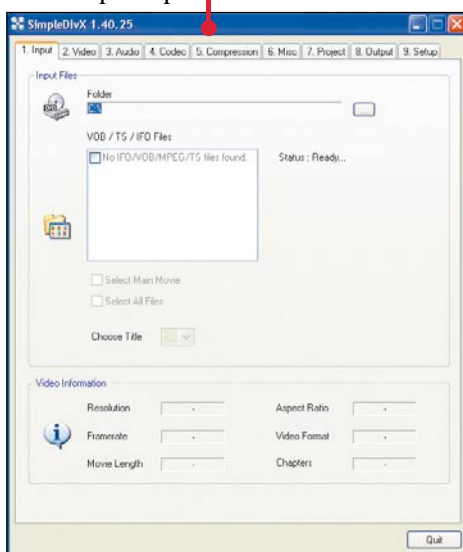 SimpleDivX 1.40.25
1. Input 2. Video 3. Audio 4. Codec 5. Compression 6. Misc 7. Project 8. Output 9. Setup
Input Files
Folder
C:\
...
VOB / TS / IFO Files
No IFO/VOB/MPEG/TS files found.
Status : Ready...
Select Main Movie
Select All Files
Choose Title
Video Information
Resolution - Aspect Ratio -
Framerate - Video Format -
Movie Length - Chapters -
Quit